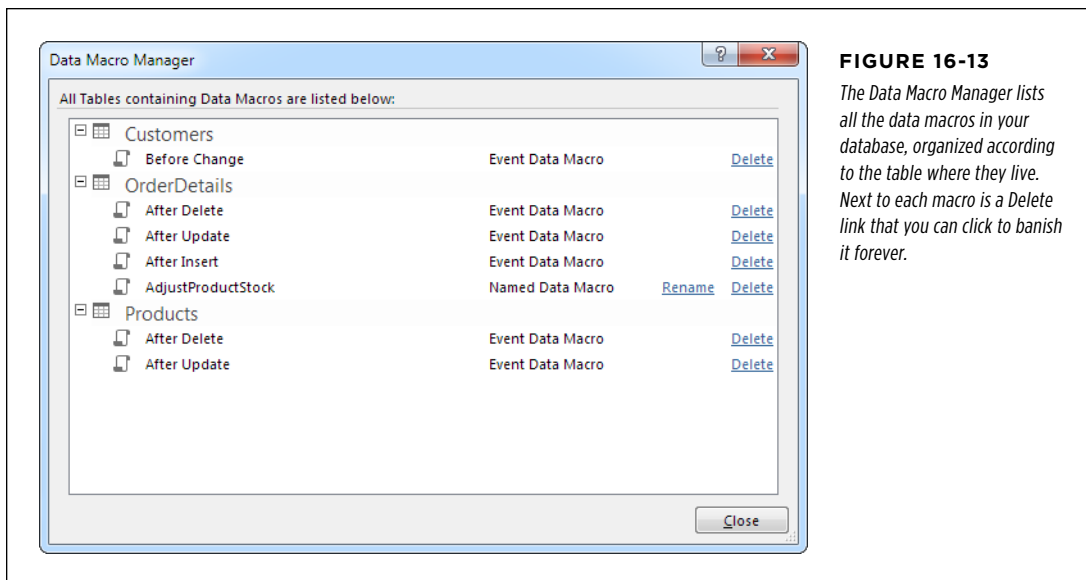 Data Macro Manager
All Tables containing Data Macros are listed below:
Customers
Before Change Event Data Macro Delete
OrderDetails
After Delete Event Data Macro Delete
After Update Event Data Macro Delete
After Insert Event Data Macro Delete
AdjustProductStock Named Data Macro Rename Delete
Products
After Delete Event Data Macro Delete
After Update Event Data Macro Delete
Close
FIGURE 16-13
The Data Macro Manager lists
all the data macros in your
database, organized according
to the table where they live.
Next to each macro is a Delete
link that you can click to banish
it forever.